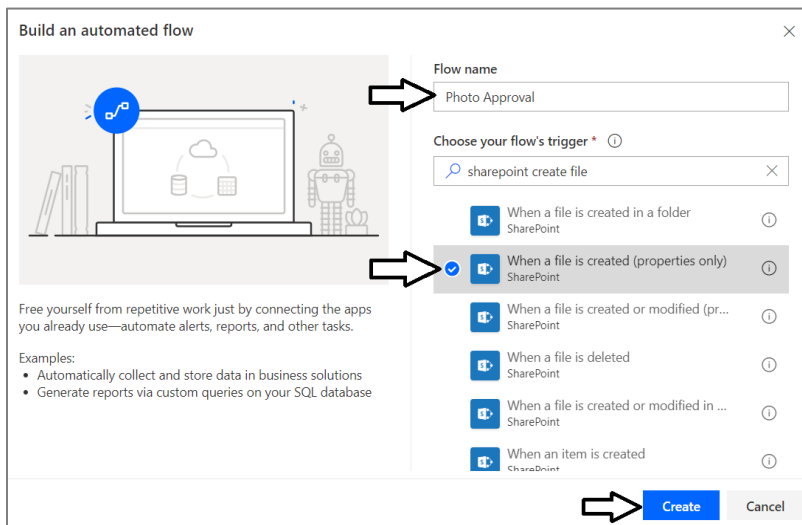 Build an automated flow
Free yourself from repetitive work just by connecting the apps
you already use—automate alerts, reports, and other tasks.
Examples:
• Automatically collect and store data in business solutions
• Generate reports via custom queries on your SQL database
Flow name
Photo Approval
Choose your flow's trigger *
sharepoint create file
When a file is created in a folder
SharePoint
When a file is created (properties only)
SharePoint
When a file is created or modified (pr...
SharePoint
When a file is deleted
SharePoint
When a file is created or modified in ...
SharePoint
When an item is created
SharePoint
Create
Cancel